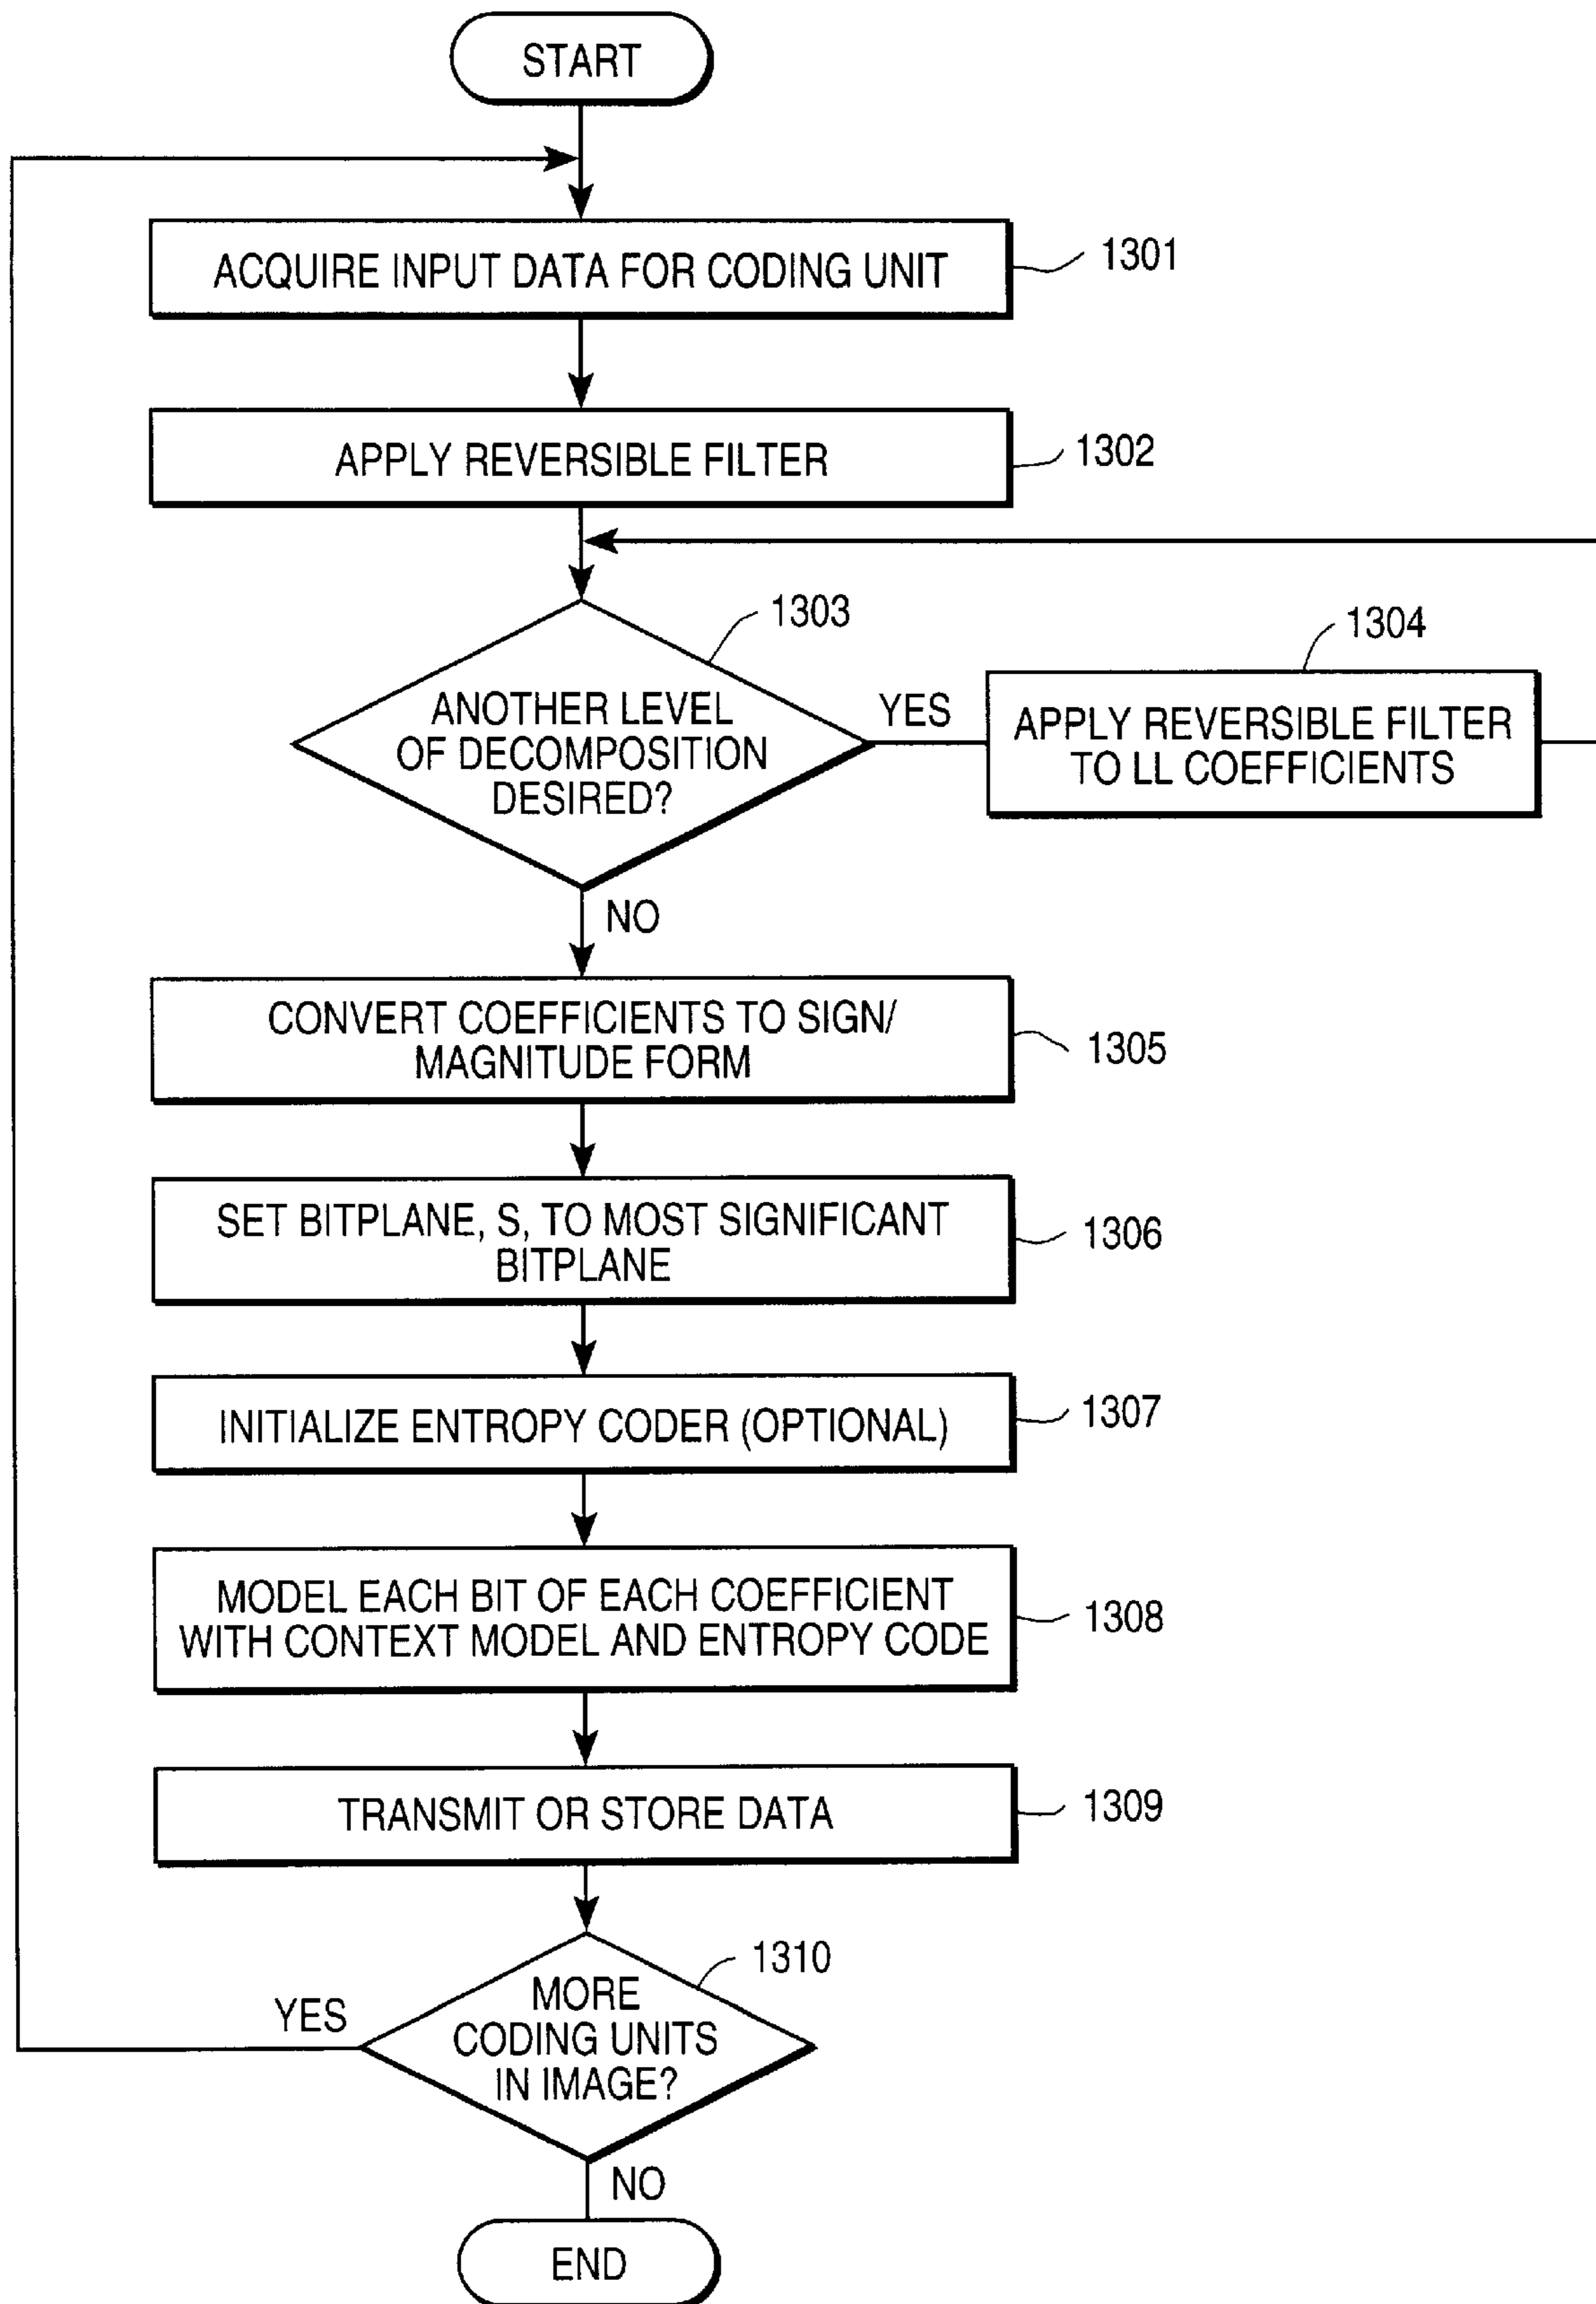 START
ACQUIRE INPUT DATA FOR CODING UNIT
1301
APPLY REVERSIBLE FILTER
1302
1303
ANOTHER LEVEL
OF DECOMPOSITION
DESIRED?
YES
1304
APPLY REVERSIBLE FILTER
TO LL COEFFICIENTS
NO
CONVERT COEFFICIENTS TO SIGN/
MAGNITUDE FORM
1305
SET BITPLANE, S, TO MOST SIGNIFICANT
BITPLANE
1306
INITIALIZE ENTROPY CODER (OPTIONAL)
1307
MODEL EACH BIT OF EACH COEFFICIENT
WITH CONTEXT MODEL AND ENTROPY CODE
1308
TRANSMIT OR STORE DATA
1309
1310
MORE
CODING UNITS
IN IMAGE?
YES
NO
END